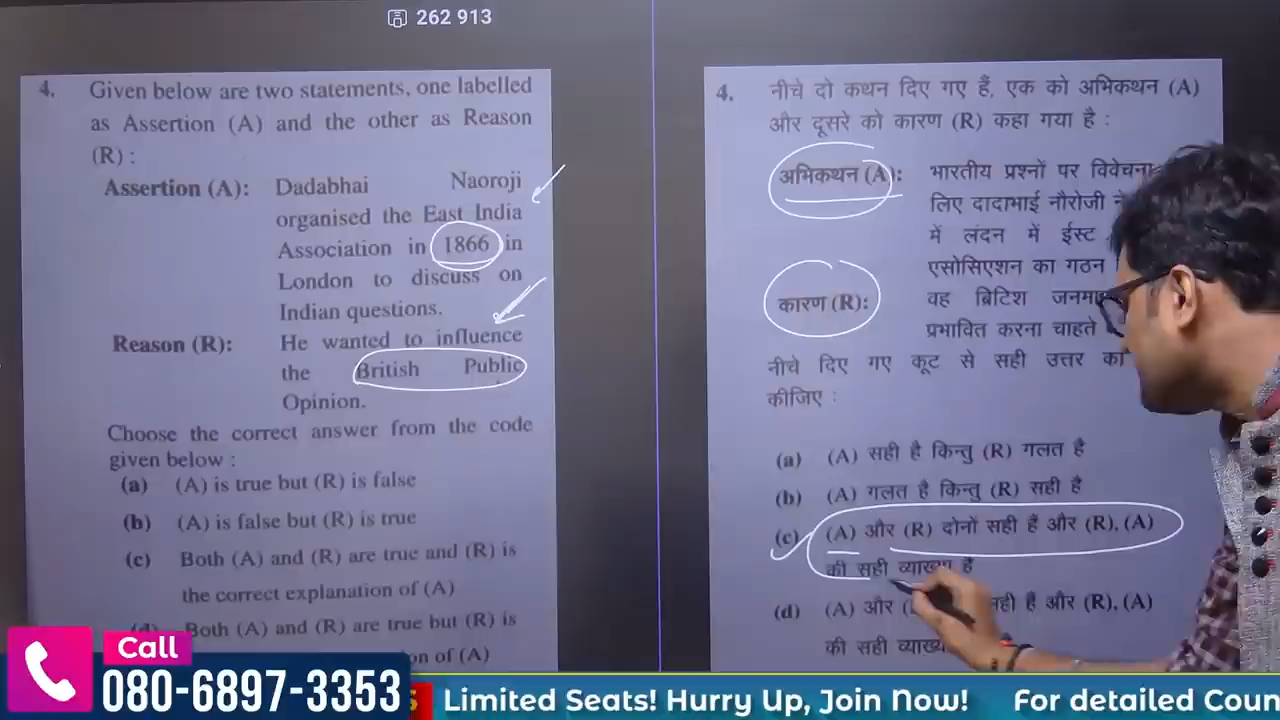 262 913
4. Given below are two statements, one labelled
as Assertion (A) and the other as Reason
(R) :
Assertion (A): Dadabhai Naoroji
organised the East India
Association in 1866 in
London to discuss on
Indian questions.
Reason (R): He wanted to influence
the British Public
Opinion.
Choose the correct answer from the code
given below :
(a) (A) is true but (R) is false
(b) (A) is false but (R) is true
(c) Both (A) and (R) are true and (R) is
the correct explanation of (A)
(d) Both (A) and (R) are true but (R) is
on of (A)
4. नीचे दो कथन दिए गए हैं, एक को अभिकथन (A)
और दूसरे को कारण (R) कहा गया है :
अभिकथन (A): भारतीय प्रश्नों पर विवेचना
लिए दादाभाई नौरोजी
में लंदन में ईस्ट
एसोसिएशन का गठन
कारण (R): वह ब्रिटिश
प्रभावित करना चाहते
नीचे दिए गए कूट से सही उत्तर का
कीजिए :
(a) (A) सही है किन्तु (R) गलत है
(b) (A) गलत है किन्तु (R) सही है
(c) (A) और (R) दोनों सही हैं और (R), (A)
की सही व्याख्या है
(d) (A) और सही हैं और (R), (A)
की सही
Call
080-6897-3353
Limited Seats! Hurry Up, Join Now! For detailed Coun